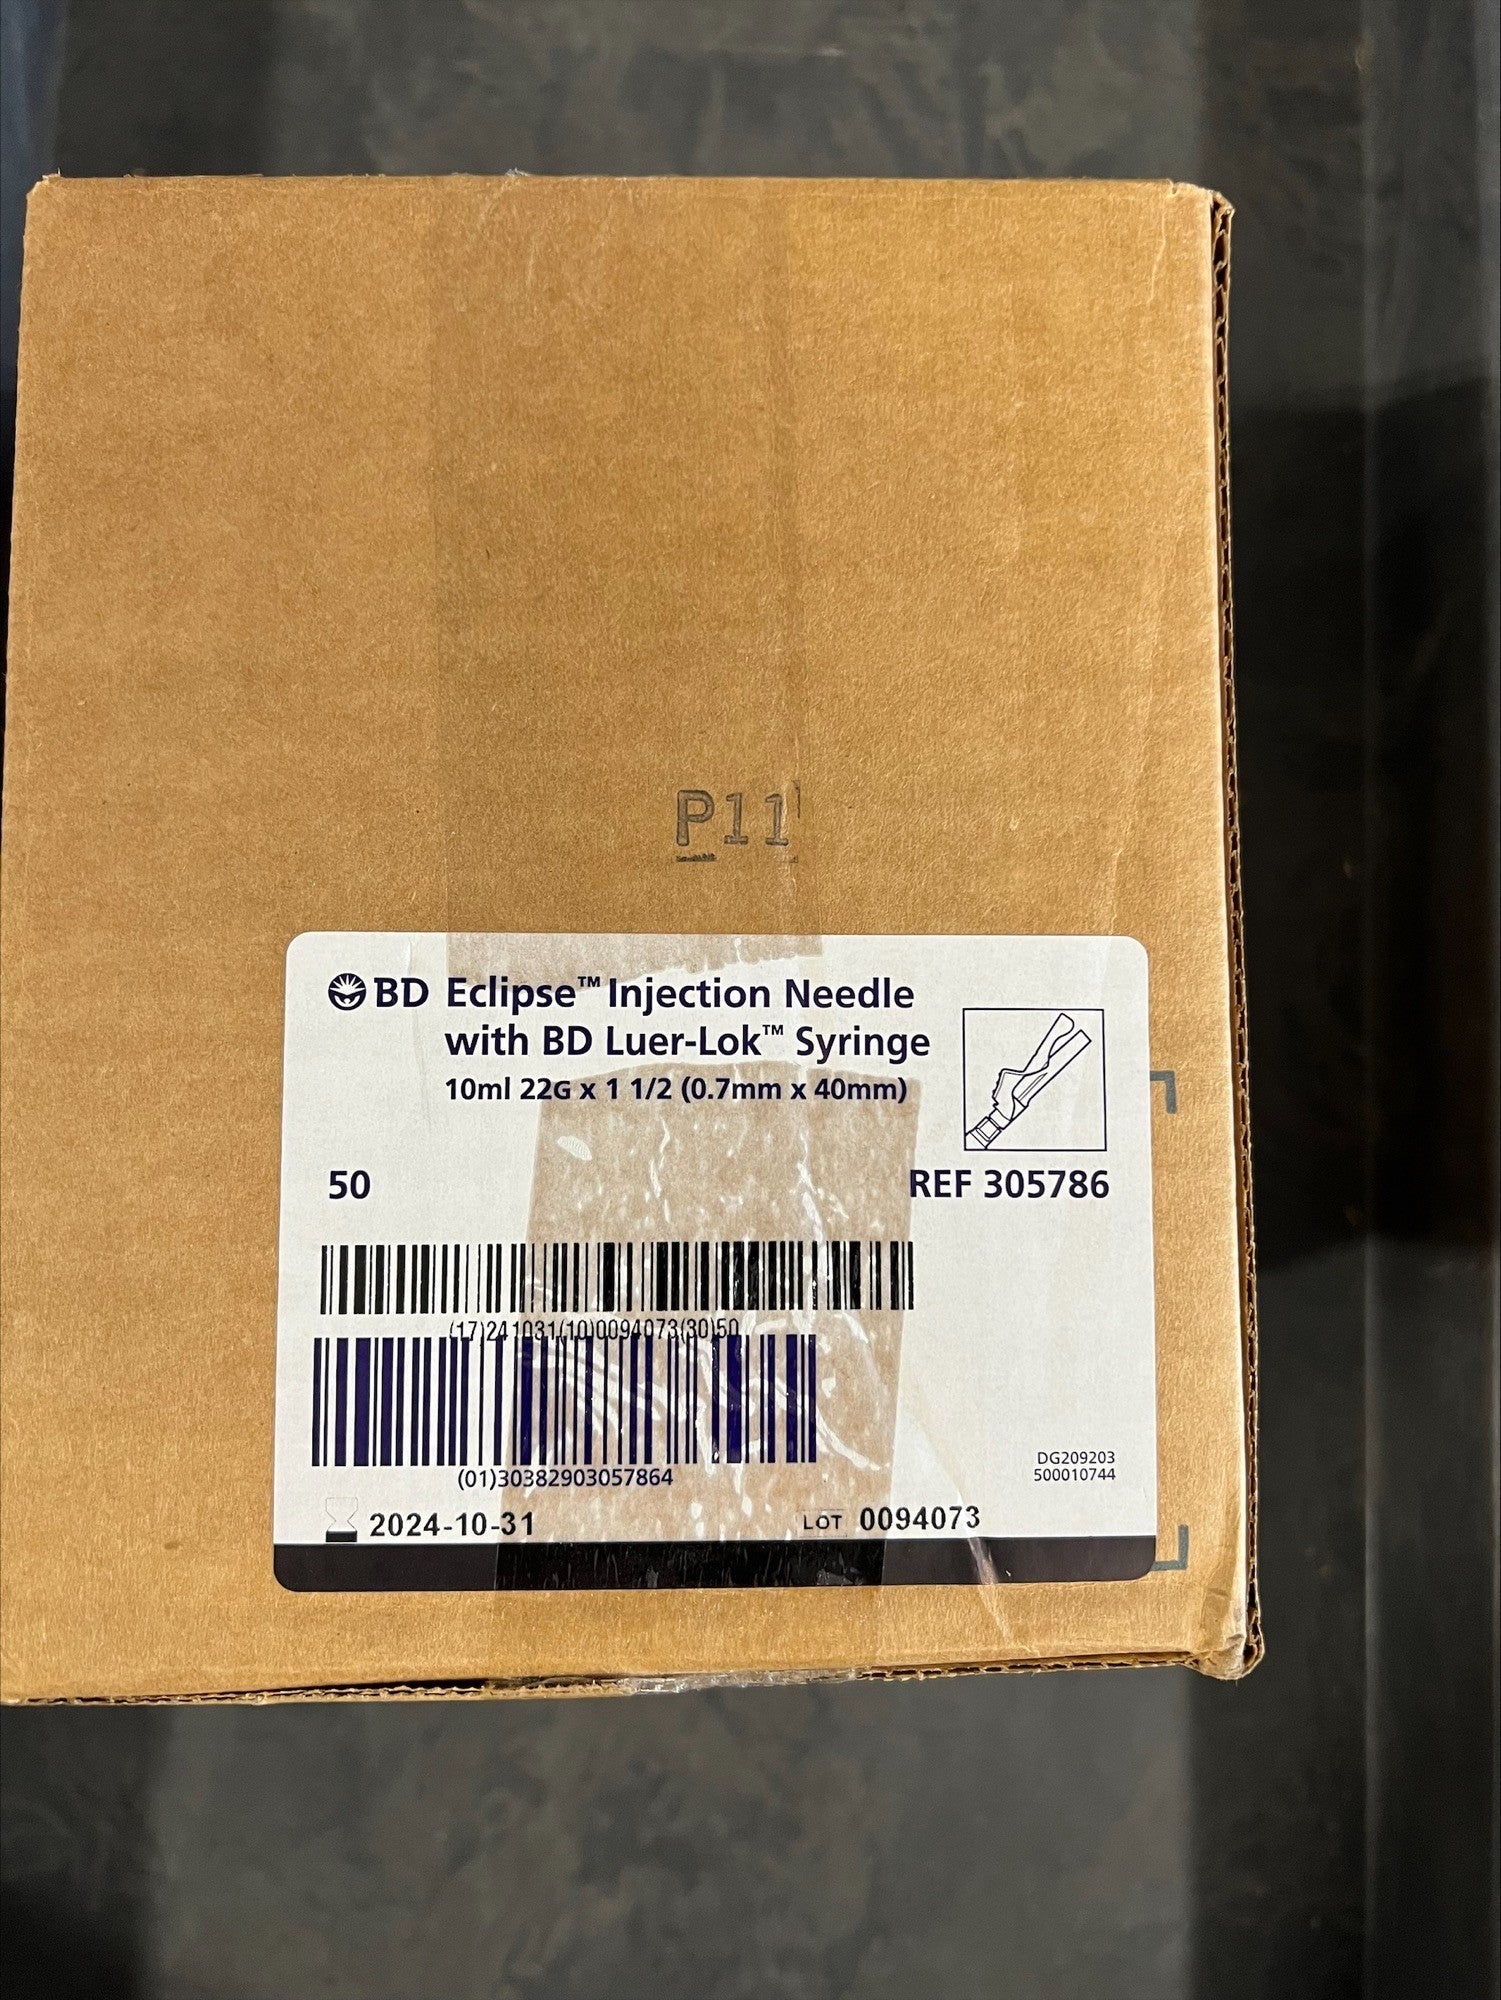 P11
BD Eclipse™ Injection Needle
with BD Luer-Lok™ Syringe
10ml 22G x 1 1/2 (0.7mm x 40mm)
50
REF 305786
(17)241031(10)0094073(30)50
(01)30382903057864
DG209203
500010744
2024-10-31
LOT 0094073